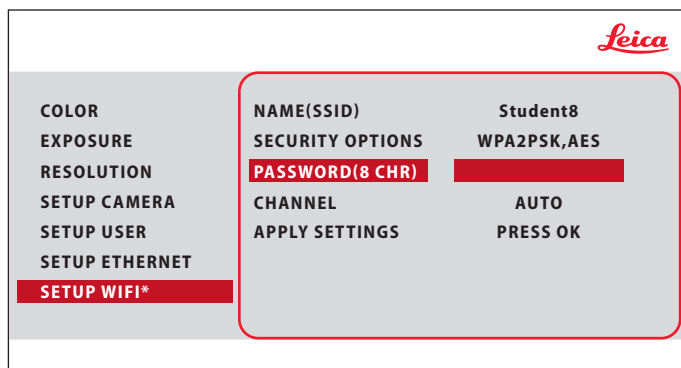 Leica
COLOR
EXPOSURE
RESOLUTION
SETUP CAMERA
SETUP USER
SETUP ETHERNET
SETUP WIFI*
NAME(SSID) Student8
SECURITY OPTIONS WPA2PSK,AES
PASSWORD(8 CHR)
CHANNEL AUTO
APPLY SETTINGS PRESS OK